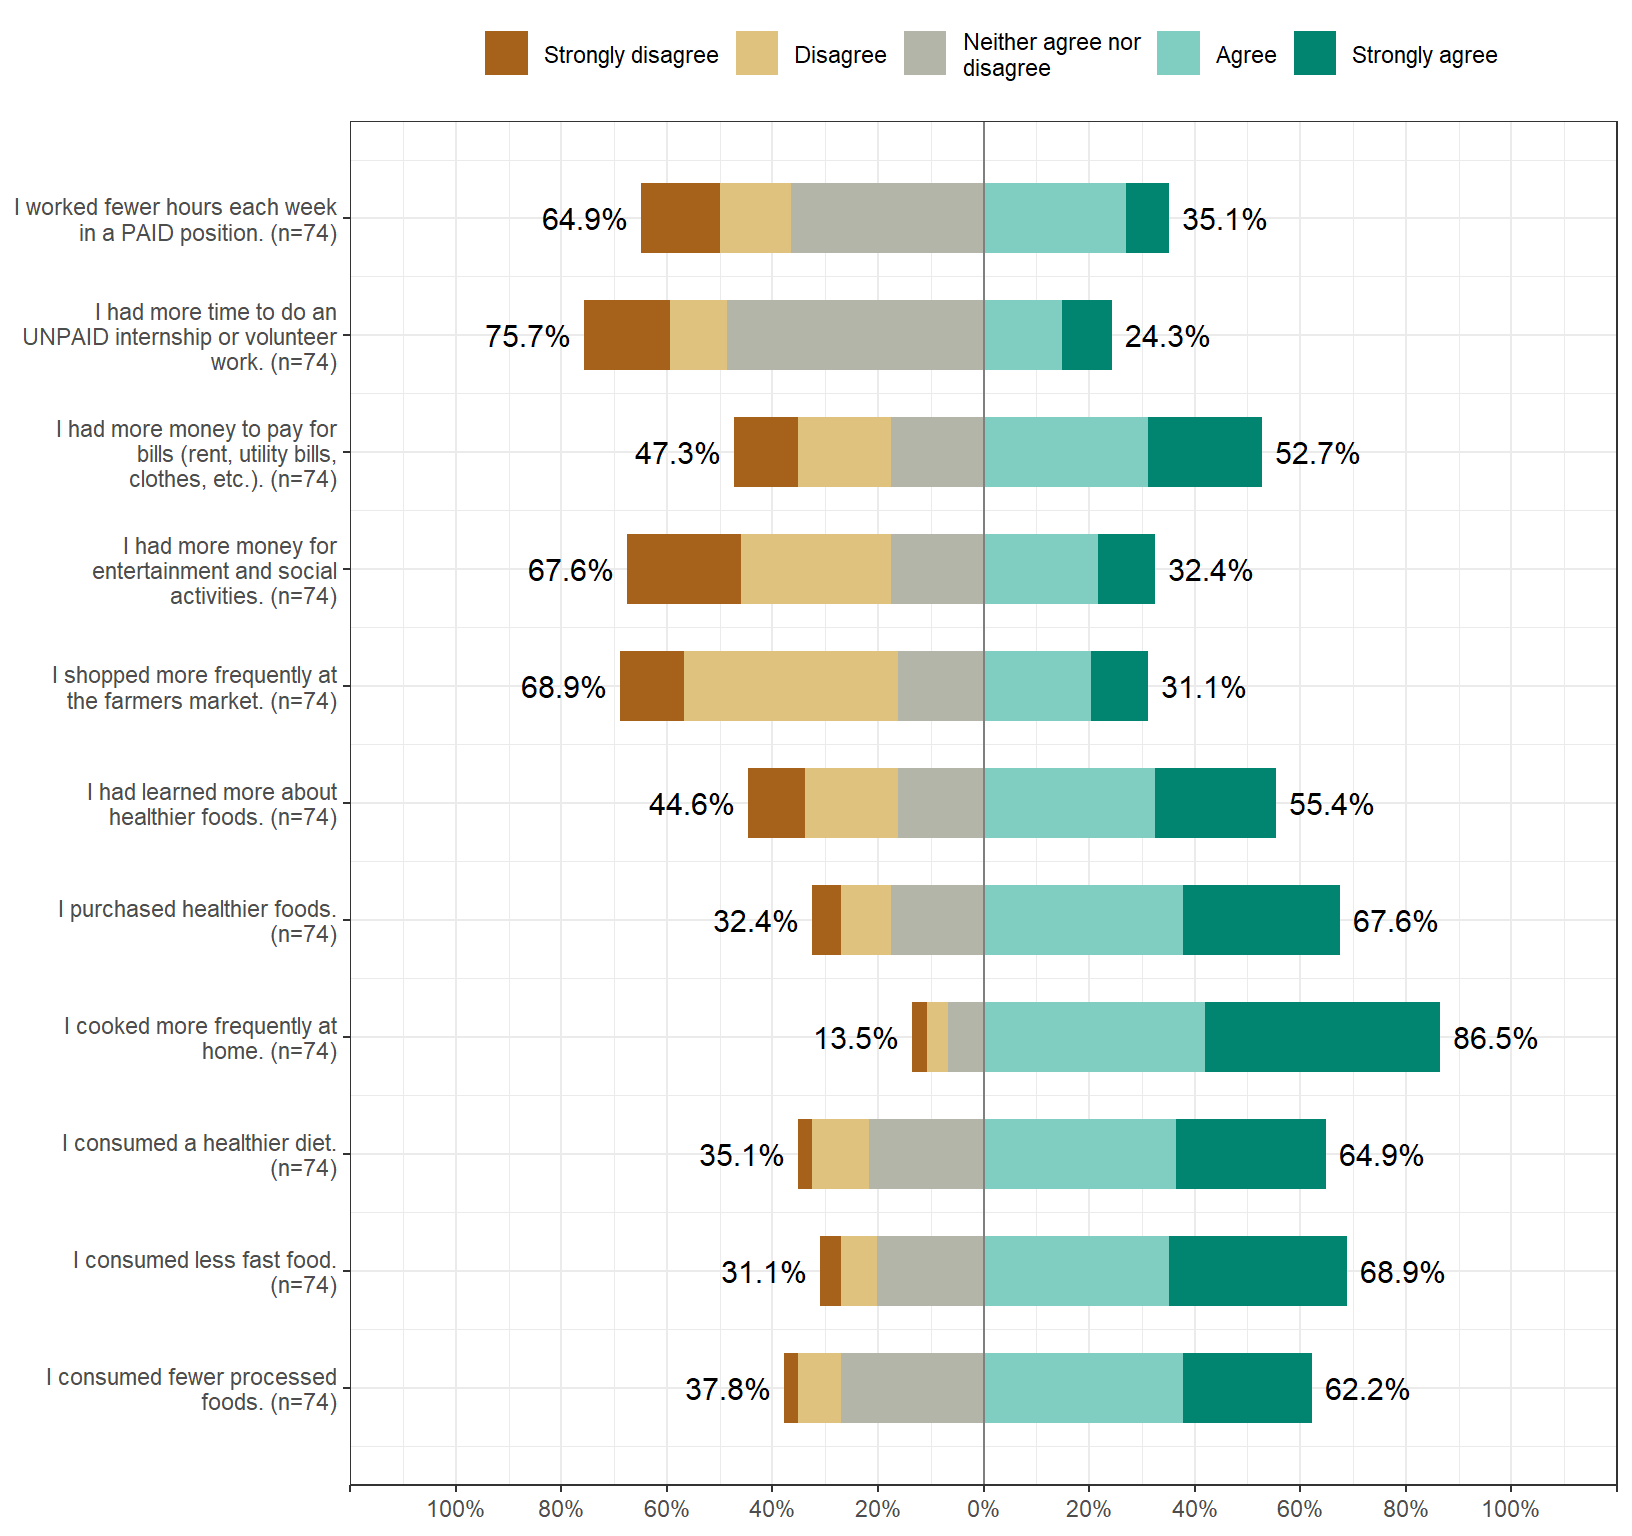 Strongly disagree
Disagree
Neither agree nor
disagree
Agree
Strongly agree
I worked fewer hours each week
in a PAID position. (n=74)
64.9%
35.1%
I had more time to do an
UNPAID internship or volunteer
work. (n=74)
75.7%
24.3%
I had more money to pay for
bills (rent, utility bills,
clothes, etc.). (n=74)
47.3%
52.7%
I had more money for
entertainment and social
activities. (n=74)
67.6%
32.4%
I shopped more frequently at
the farmers market. (n=74)
68.9%
31.1%
I had learned more about
healthier foods. (n=74)
44.6%
55.4%
I purchased healthier foods.
(n=74)
32.4%
67.6%
I cooked more frequently at
home. (n=74)
13.5%
86.5%
I consumed a healthier diet.
(n=74)
35.1%
64.9%
I consumed less fast food.
(n=74)
31.1%
68.9%
I consumed fewer processed
foods. (n=74)
37.8%
62.2%
100% 80% 60% 40% 20% 0% 20% 40% 60% 80% 100%